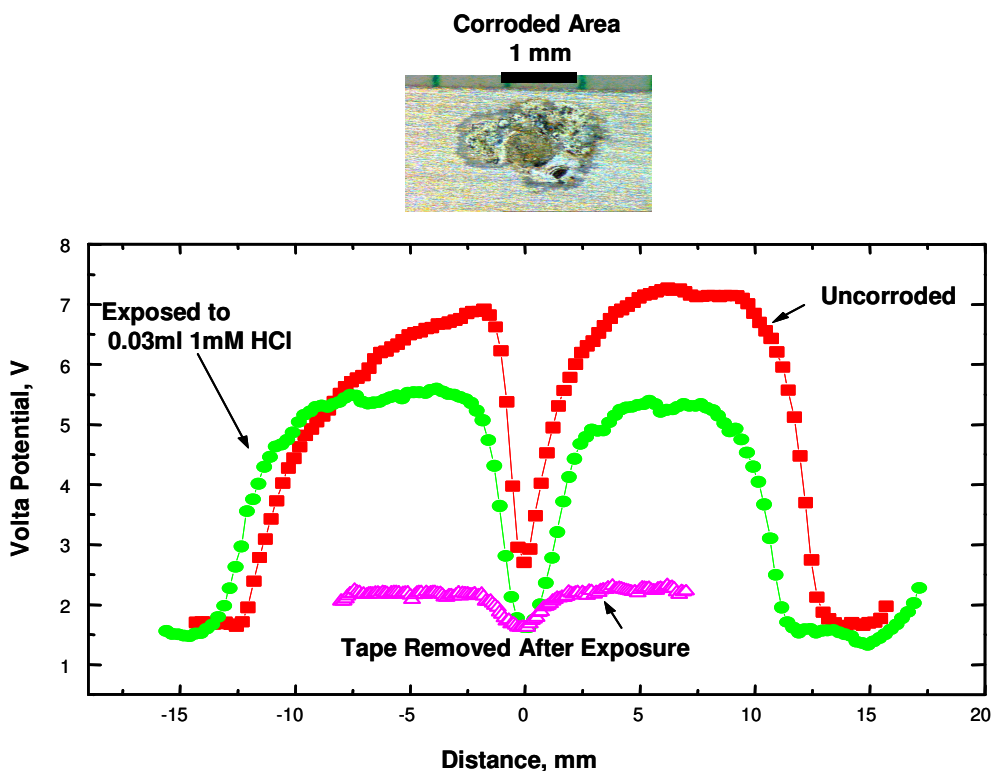 Corroded Area
1 mm
8
7
6
5
4
3
2
1
Volta Potential, V
Exposed to
0.03ml 1mM HCl
Uncorroded
Tape Removed After Exposure
-15
-10
-5
0
5
10
15
20
Distance, mm